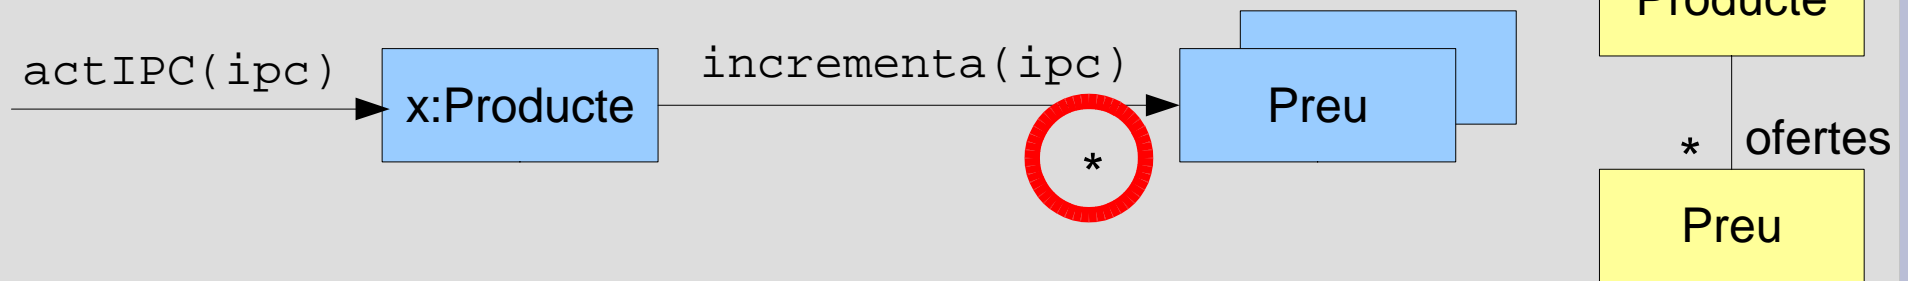 actIPC(ipc)
x:Producte
incrementa(ipc)
*
Preu
Producte
*
ofertes
Preu